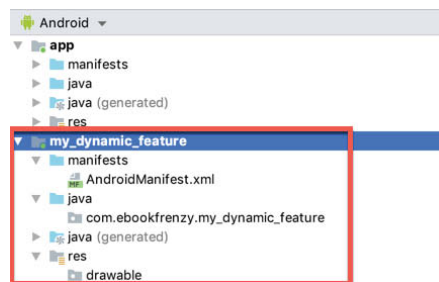 Android
app
manifests
java
java (generated)
res
my_dynamic_feature
manifests
MF AndroidManifest.xml
java
com.ebookfrenzy.my_dynamic_feature
java (generated)
res
drawable